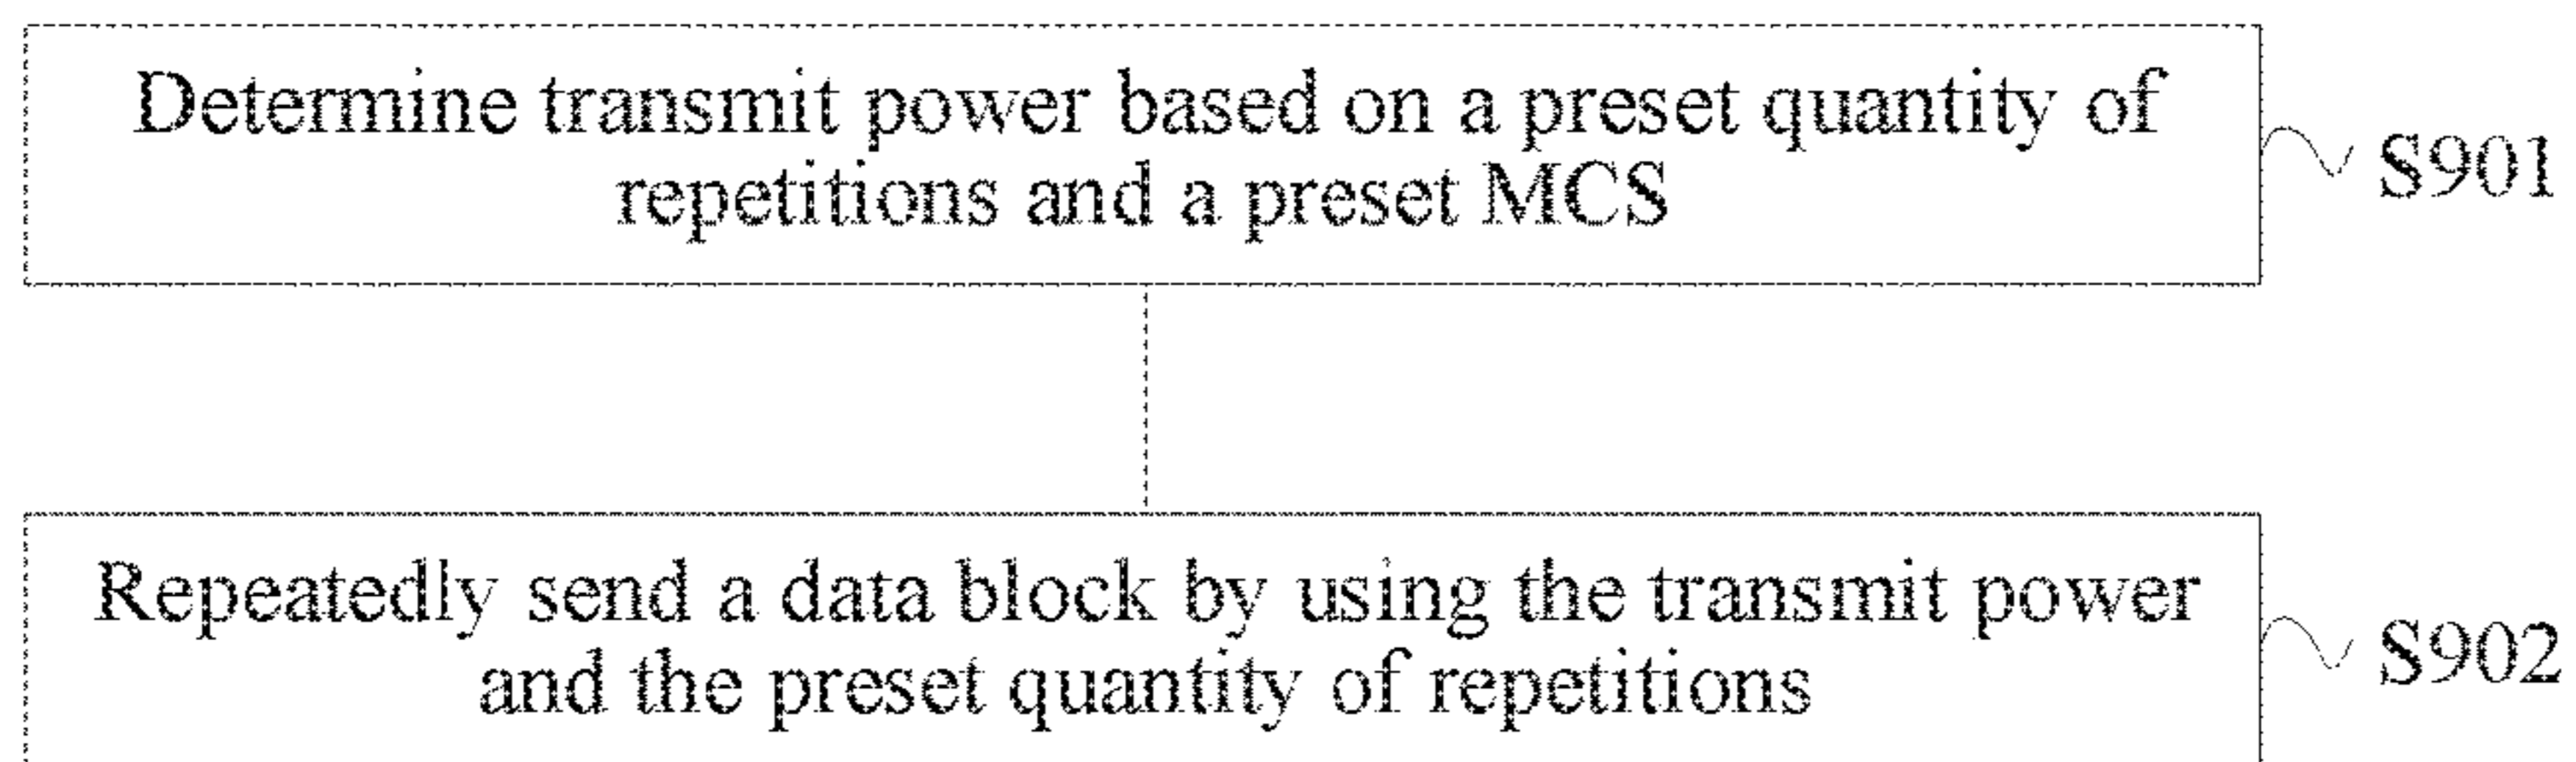 Determine transmit power based on a preset quantity of
repetitions and a preset MCS
S901
Repeatedly send a data block by using the transmit power
and the preset quantity of repetitions
S902